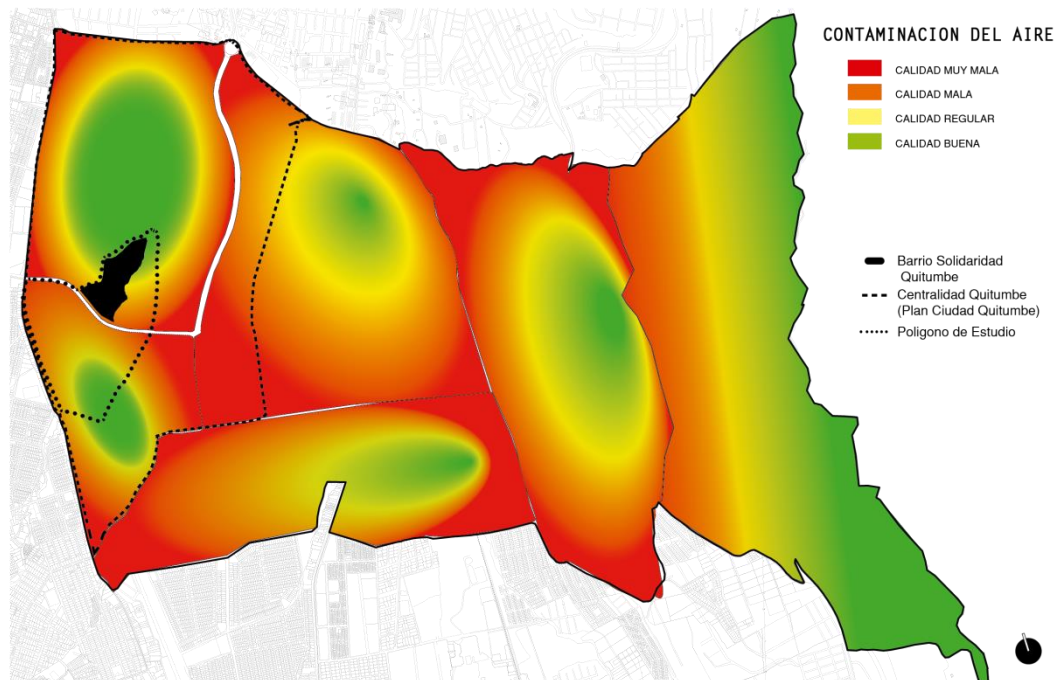 CONTAMINACION DEL AIRE
CALIDAD MUY MALA
CALIDAD MALA
CALIDAD REGULAR
CALIDAD BUENA
Barrio Solidaridad
Quitumbe
Centralidad Quitumbe
(Plan Ciudad Quitumbe)
Poligono de Estudio